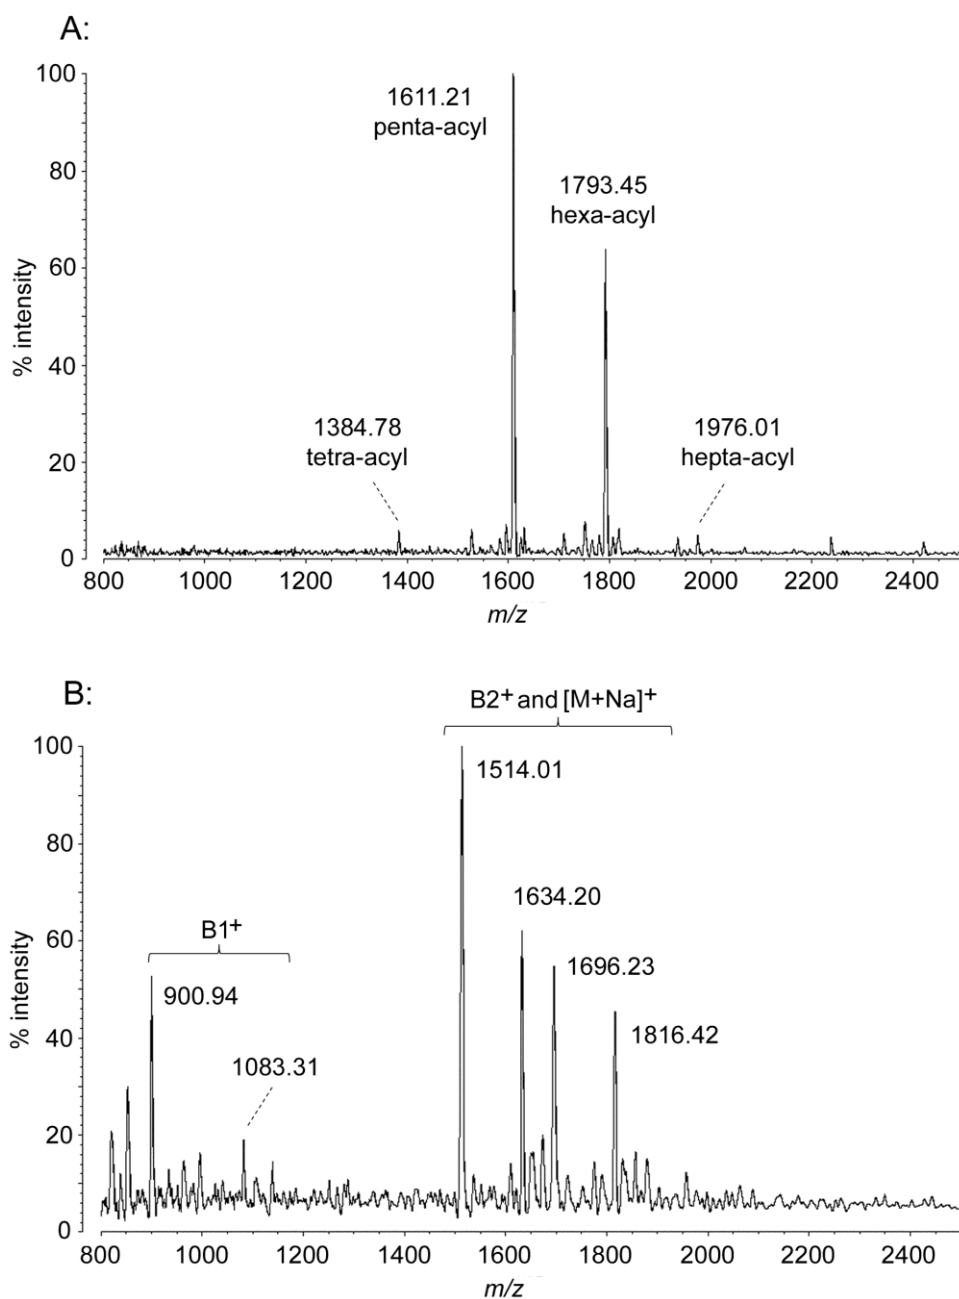 A:
100
80
60
40
20
0
% intensity
1611.21
penta-acyl
1793.45
hexa-acyl
1384.78
tetra-acyl
1976.01
hepta-acyl
800 1000 1200 1400 1600 1800 2000 2200 2400
m/z
B:
B2+ and [M+Na]+
100
80
60
40
20
0
% intensity
1514.01
1634.20
B1+
1696.23
900.94
1816.42
1083.31
800 1000 1200 1400 1600 1800 2000 2200 2400
m/z